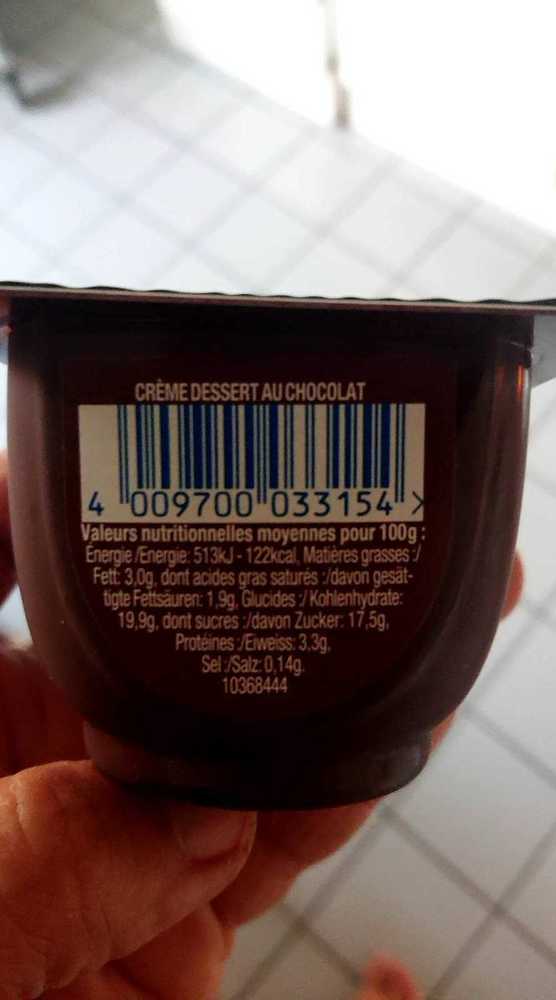 CRÈME DESSERT AU CHOCOLAT
4 009700 033154 >
Valeurs nutritionnelles moyennes pour 100g :
Énergie/Energie: 513kJ - 122kcal, Matières grasses :/
Fett: 3,0g, dont acides gras saturés :/davon gesät-
tigte Fettsäuren: 1,9g, Glucides :/ Kohlenhydrate:
19,9g, dont sucres :/davon Zucker: 17,5g,
Protéines :/Eiweiss: 3,3g,
Sel :/Salz: 0,14g.
10368444